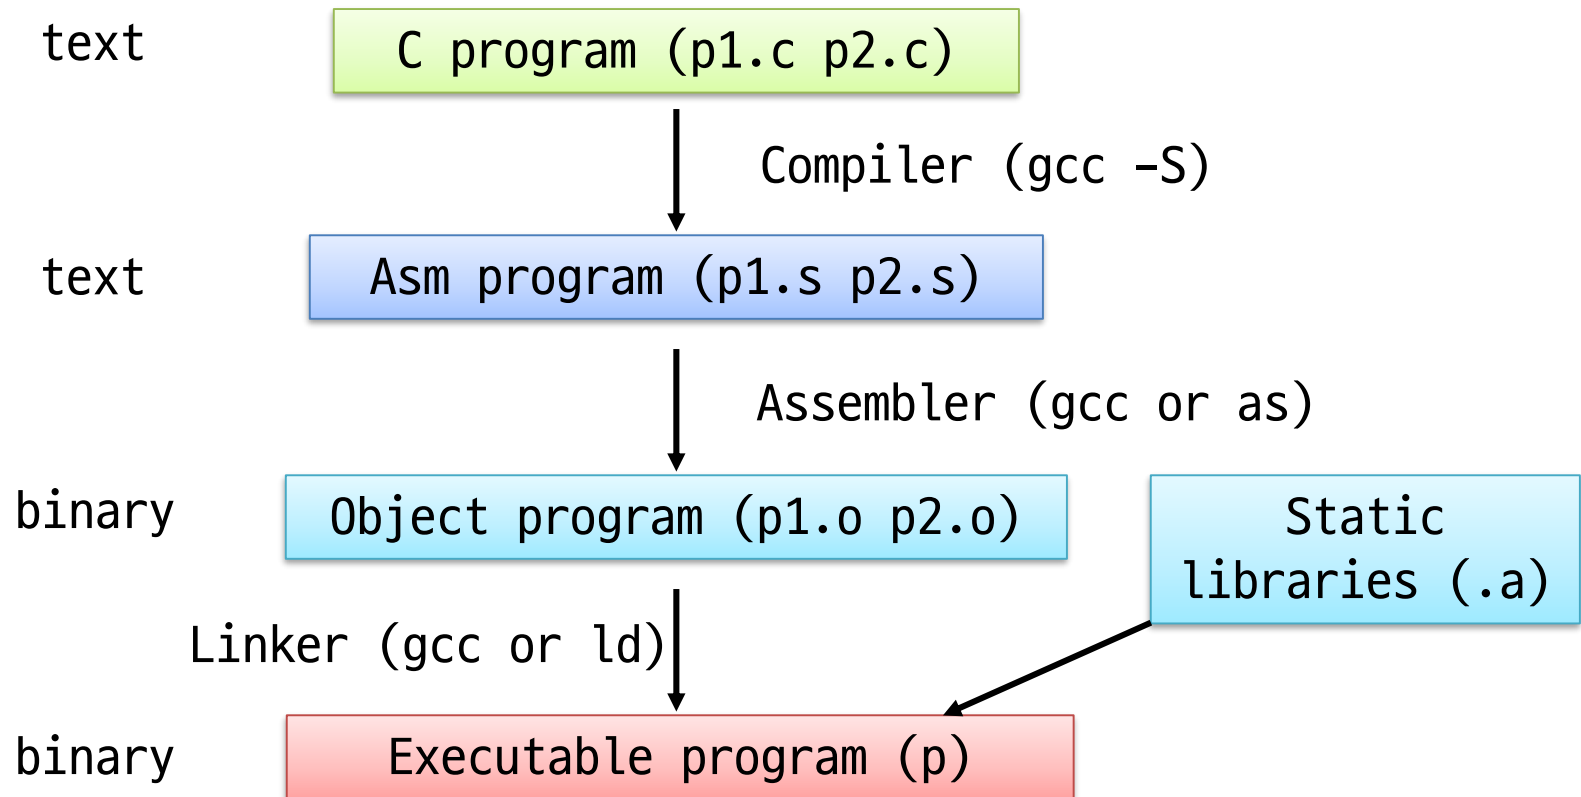 text
C program (p1.c p2.c)
Compiler (gcc –S)
text
Asm program (p1.s p2.s)
Assembler (gcc or as)
binary
Object program (p1.o p2.o)
Static
libraries (.a)
Linker (gcc or ld)
binary
Executable program (p)